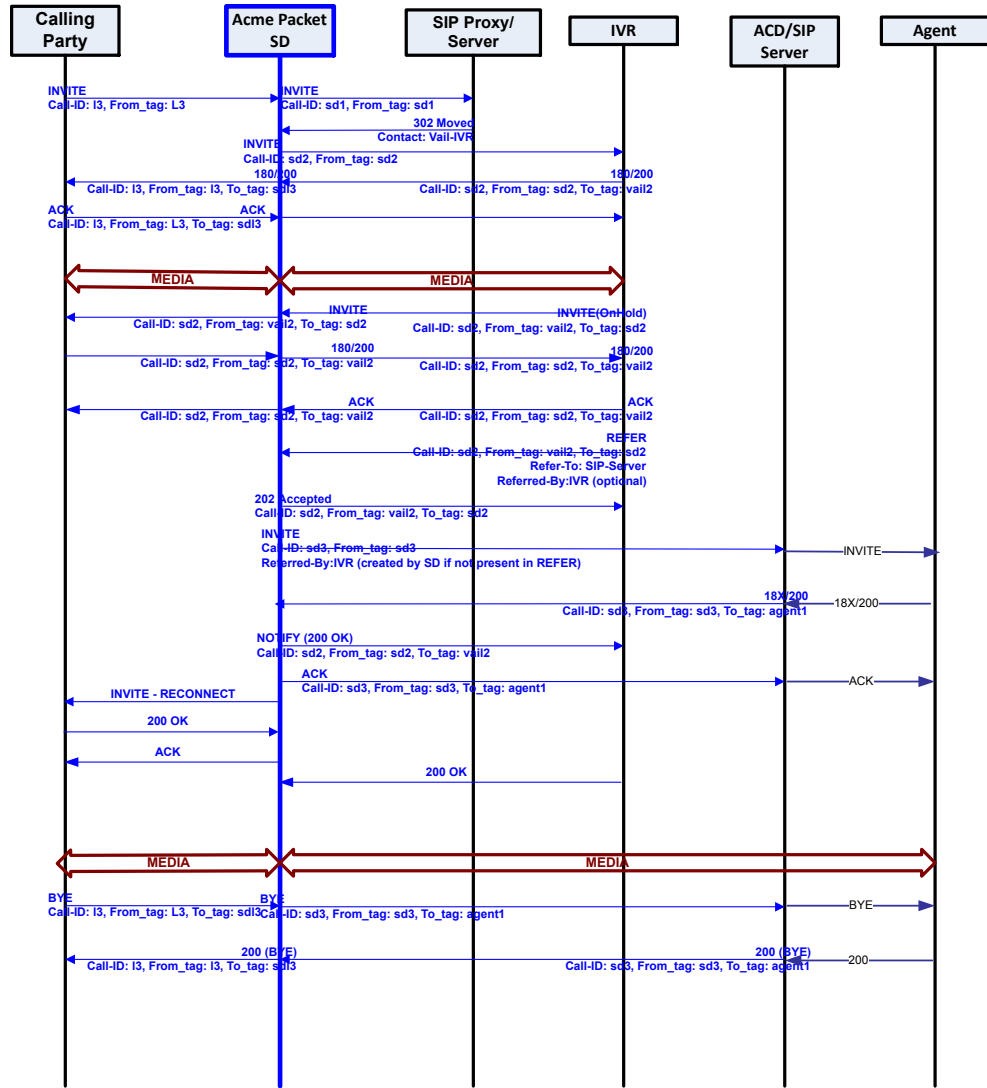 Calling
Party
Acme Packet
SD
SIP Proxy/
Server
IVR
ACD/SIP
Server
Agent
INVITE
Call-ID: l3, From_tag: L3
INVITE
Call-ID: sd1, From_tag: sd1
302 Moved
Contact: Vail-IVR
INVITE
Call-ID: sd2, From_tag: sd2
180/200
Call-ID: l3, From_tag: l3, To_tag: sdl3
180/200
Call-ID: sd2, From_tag: sd2, To_tag: vail2
ACK
Call-ID: l3, From_tag: L3, To_tag: sdl3
ACK
MEDIA
MEDIA
INVITE
Call-ID: sd2, From_tag: vail2, To_tag: sd2
INVITE(OnHold)
Call-ID: sd2, From_tag: vail2, To_tag: sd2
180/200
Call-ID: sd2, From_tag: sd2, To_tag: vail2
180/200
Call-ID: sd2, From_tag: sd2, To_tag: vail2
ACK
Call-ID: sd2, From_tag: sd2, To_tag: vail2
ACK
Call-ID: sd2, From_tag: sd2, To_tag: vail2
REFER
Call-ID: sd2, From_tag: vail2, To_tag: sd2
Refer-To: SIP-Server
Referred-By:IVR (optional)
202 Accepted
Call-ID: sd2, From_tag: vail2, To_tag: sd2
INVITE
Call-ID: sd3, From_tag: sd3
Referred-By:IVR (created by SD if not present in REFER)
INVITE
18X/200
Call-ID: sd3, From_tag: sd3, To_tag: agent1
18X/200
NOTIFY (200 OK)
Call-ID: sd2, From_tag: sd2, To_tag: vail2
ACK
Call-ID: sd3, From_tag: sd3, To_tag: agent1
ACK
INVITE - RECONNECT
200 OK
ACK
200 OK
MEDIA
MEDIA
BYE
Call-ID: l3, From_tag: L3, To_tag: sdl3
BYE
Call-ID: sd3, From_tag: sd3, To_tag: agent1
BYE
200 (BYE)
Call-ID: l3, From_tag: l3, To_tag: sdl3
200 (BYE)
Call-ID: sd3, From_tag: sd3, To_tag: agent1
200